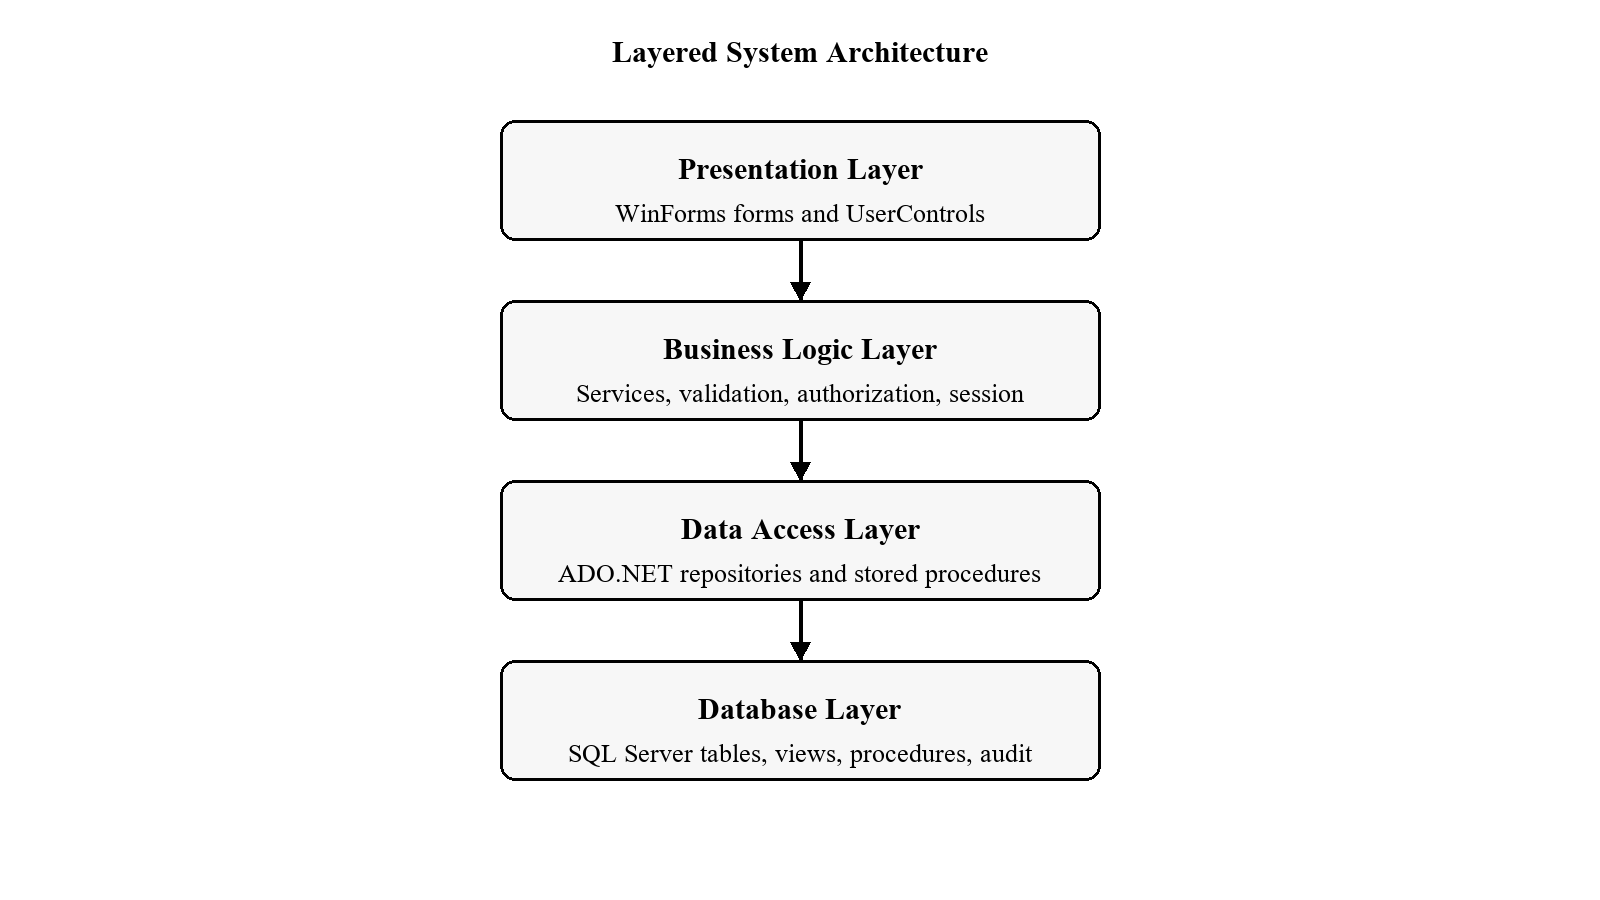 Layered System Architecture
Presentation Layer
WinForms forms and UserControls
Business Logic Layer
Services, validation, authorization, session
Data Access Layer
ADO.NET repositories and stored procedures
Database Layer
SQL Server tables, views, procedures, audit